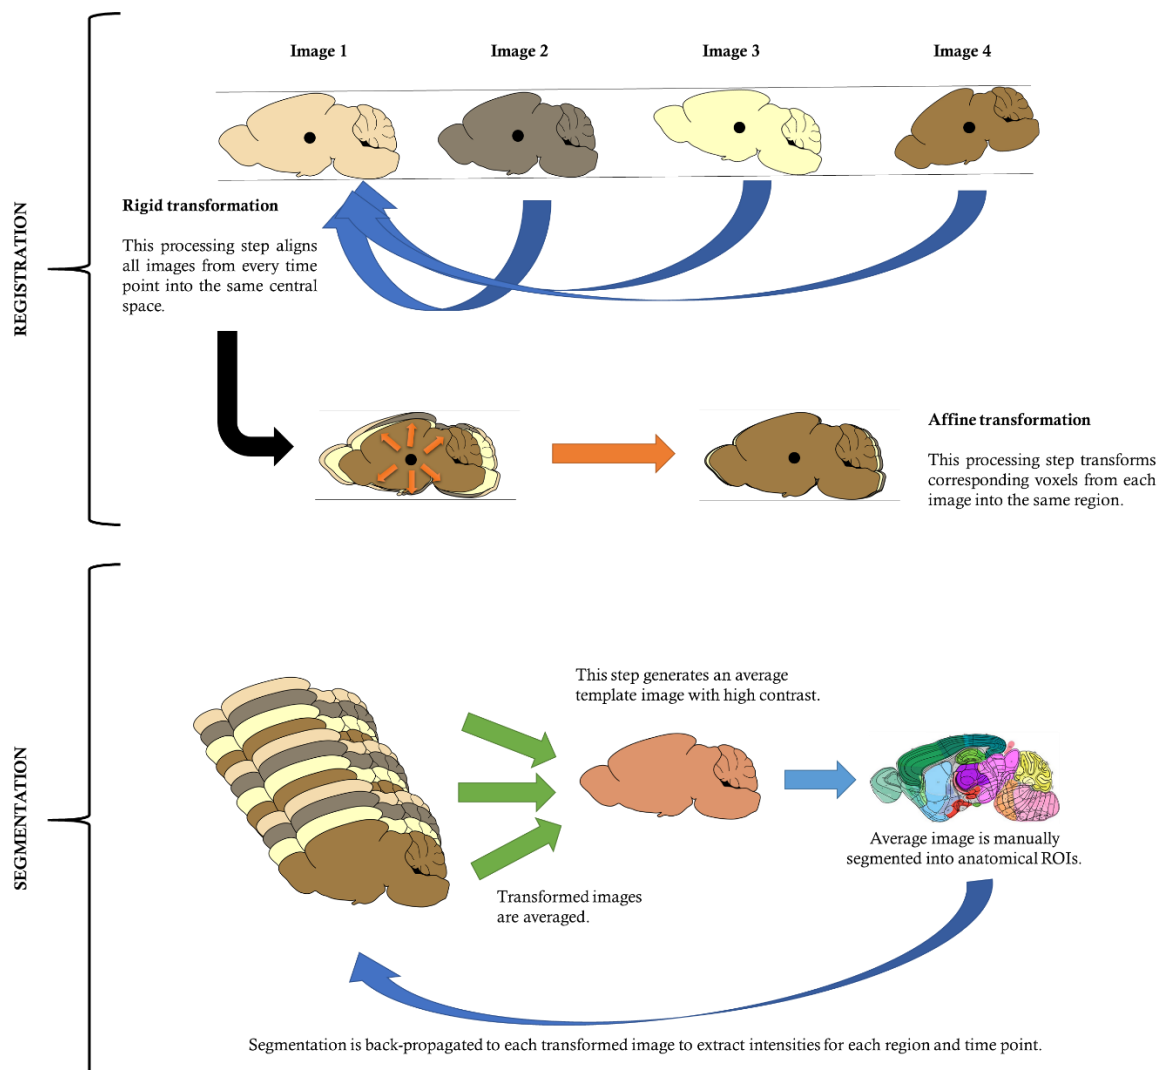 Image 1
Image 2
Image 3
Image 4
REGISTRATION
Rigid transformation
This processing step aligns
all images from every time
point into the same central
space.
Affine transformation
This processing step transforms
corresponding voxels from each
image into the same region.
SEGMENTATION
This step generates an average
template image with high contrast.
Average image is manually
segmented into anatomical ROIs.
Transformed images
are averaged.
Segmentation is back-propagated to each transformed image to extract intensities for each region and time point.